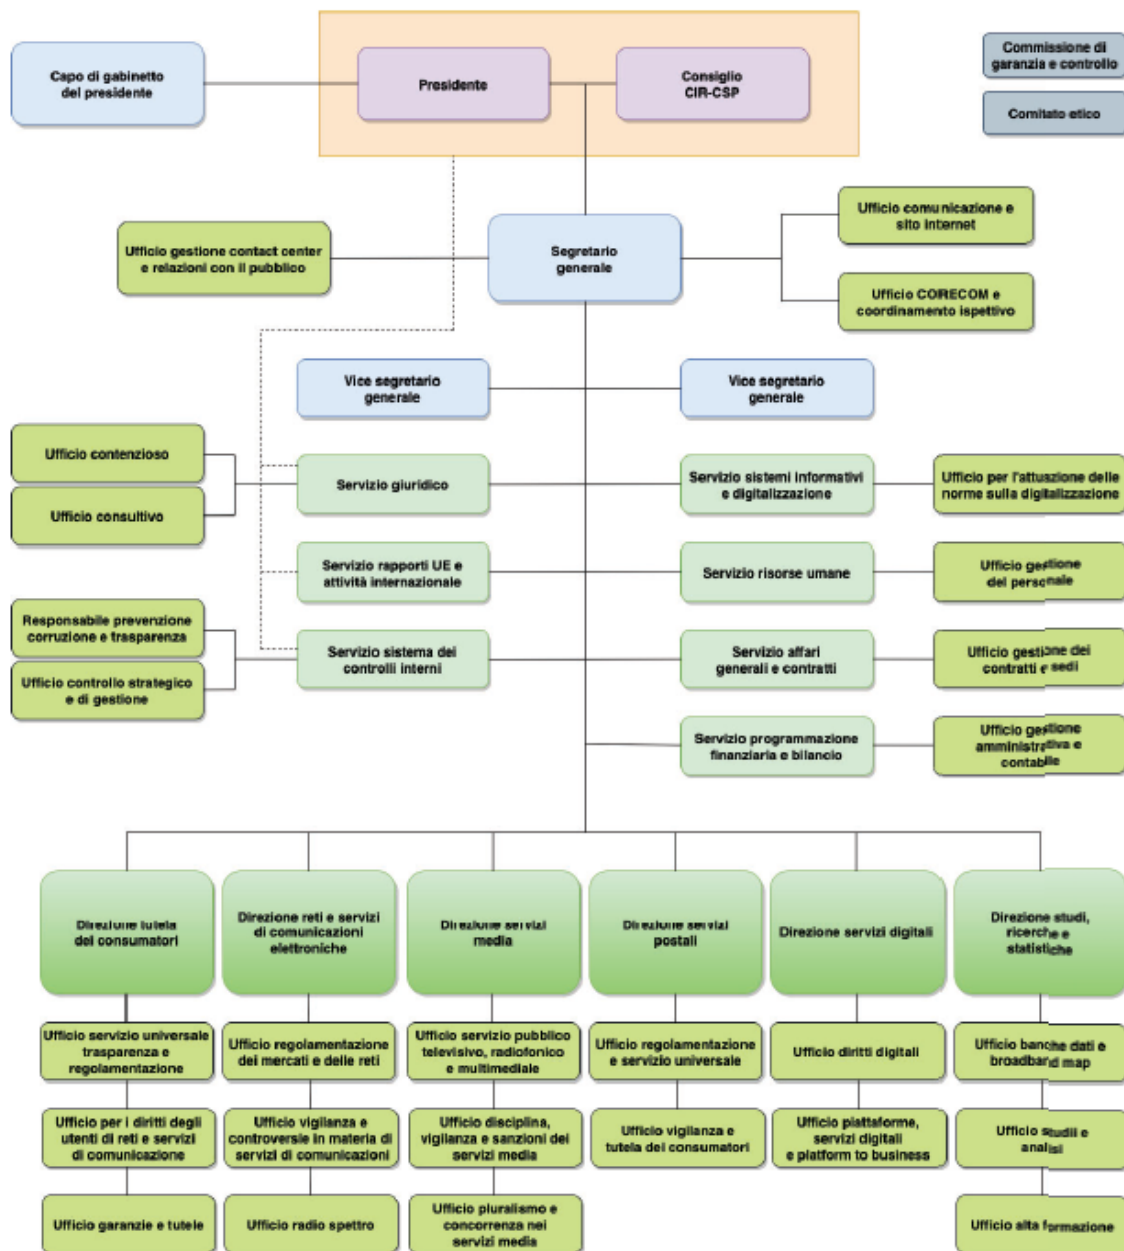 Capo di gabinetto
del presidente
Presidente
Consiglio
CIR-CSP
Commissione di
garanzia e controllo
Comitato etico
Ufficio gestione contact center
e relazioni con il pubblico
Segretario
generale
Ufficio comunicazione e
sito internet
Ufficio CORECOM e
coordinamento ispettivo
Vice segretario
generale
Vice segretario
generale
Ufficio contenzioso
Ufficio consultivo
Servizio giuridico
Servizio sistemi informativi
e digitalizzazione
Ufficio per l'attuazione delle
norme sulla digitalizzazione
Servizio rapporti UE e
attività internazionale
Servizio risorse umane
Ufficio gestione
del personale
Responsabile prevenzione
corruzione e trasparenza
Ufficio controllo strategico
e di gestione
Servizio sistema dei
controlli interni
Servizio affari
generali e contratti
Ufficio gestione dei
contratti e sedi
Servizio programmazione
finanziaria e bilancio
Ufficio gestione
amministrativa e
contabile
Direzione tutela
dei consumatori
Direzione reti e servizi
di comunicazioni
elettroniche
Direzione servizi
media
Direzione servizi
postali
Direzione servizi digitali
Direzione studi,
ricerche e
statistiche
Ufficio servizio universale
trasparenza e
regolamentazione
Ufficio regolamentazione
dei mercati e delle reti
Ufficio servizio pubblico
televisivo, radiofonico
e multimediale
Ufficio regolamentazione
e servizio universale
Ufficio diritti digitali
Ufficio banche dati e
broadband map
Ufficio per i diritti degli
utenti di reti e servizi
di comunicazione
Ufficio vigilanza e
controversie in materia di
servizi di comunicazioni
Ufficio disciplina,
vigilanza e sanzioni dei
servizi media
Ufficio vigilanza e
tutela dei consumatori
Ufficio piattaforme,
servizi digitali
e platform to business
Ufficio studii e
analisi
Ufficio garanzie e tutele
Ufficio radio spettro
Ufficio pluralismo e
concorrenza nei
servizi media
Ufficio alta formazione